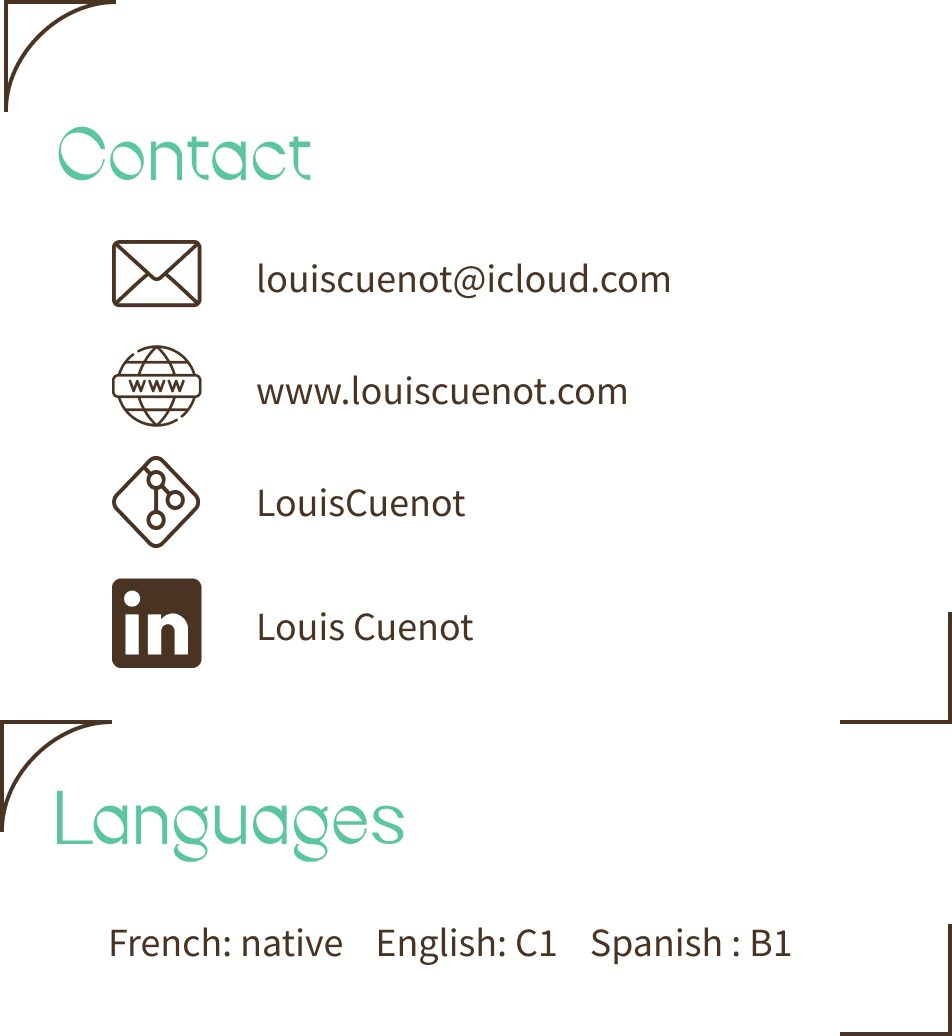 Contact
louiscuenot@icloud.com
www
www.louiscuenot.com
LouisCuenot
in
Louis Cuenot
Languages
French: native English: C1 Spanish : B1